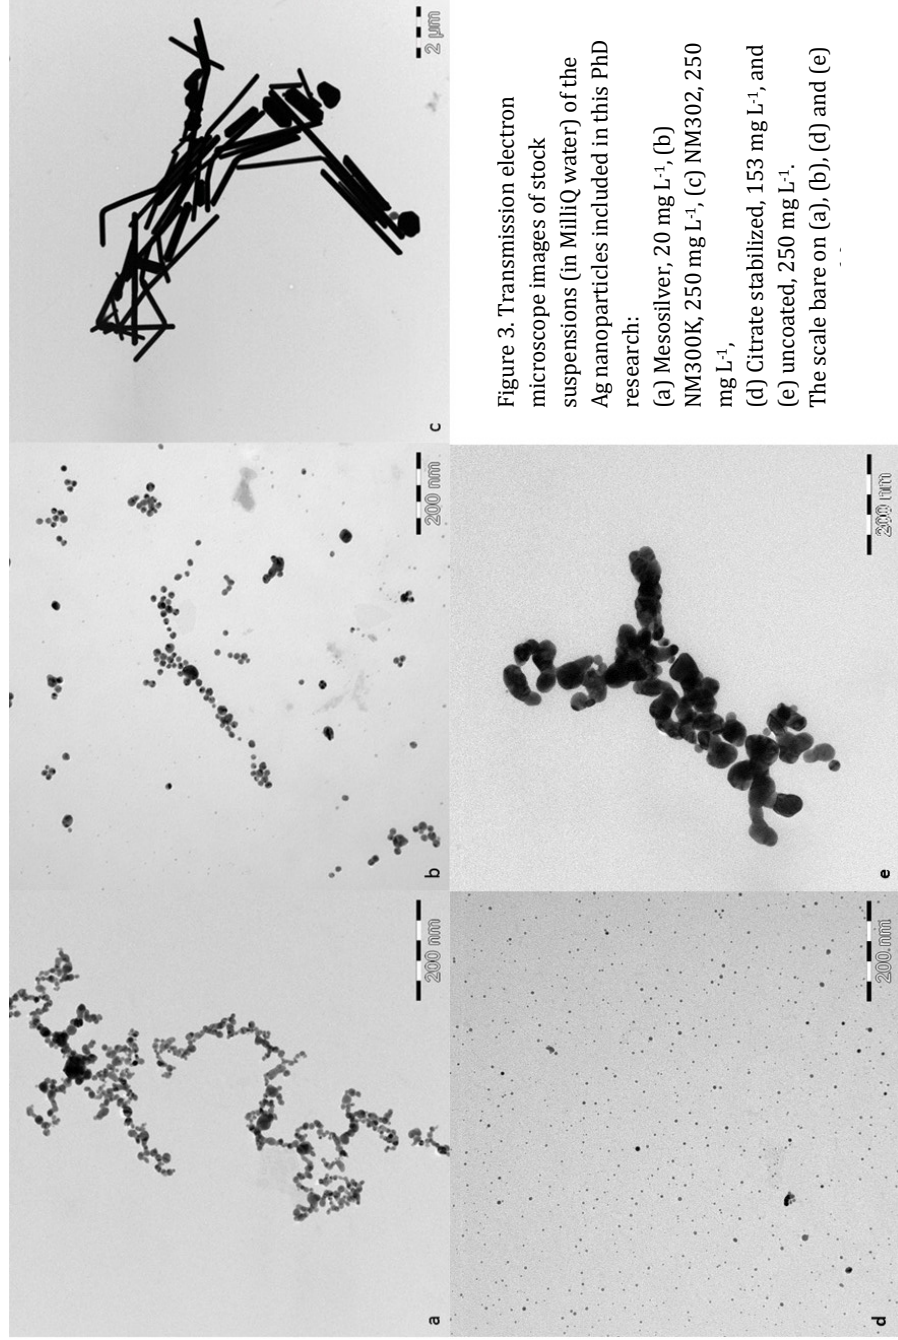 a
200 nm
b
200 nm
c
2 µm
d
200 nm
e
200 nm
Figure 3. Transmission electron
microscope images of stock
suspensions (in MilliQ water) of the
Ag nanoparticles included in this PhD
research:
(a) Mesosilver, 20 mg L⁻¹, (b)
NM300K, 250 mg L⁻¹, (c) NM302, 250
mg L⁻¹,
(d) Citrate stabilized, 153 mg L⁻¹, and
(e) uncoated, 250 mg L⁻¹.
The scale bare on (a), (b), (d) and (e)